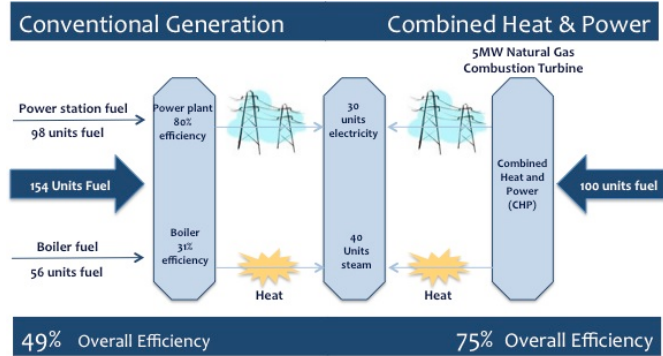 Conventional Generation
Combined Heat & Power
5MW Natural Gas
Combustion Turbine
Power station fuel
98 units fuel
Power plant
80%
efficiency
30
units
electricity
154 Units Fuel
Combined
Heat and
Power
(CHP)
100 units fuel
Boiler fuel
56 units fuel
Boiler
31%
efficiency
40
Units
steam
Heat
Heat
49% Overall Efficiency
75% Overall Efficiency